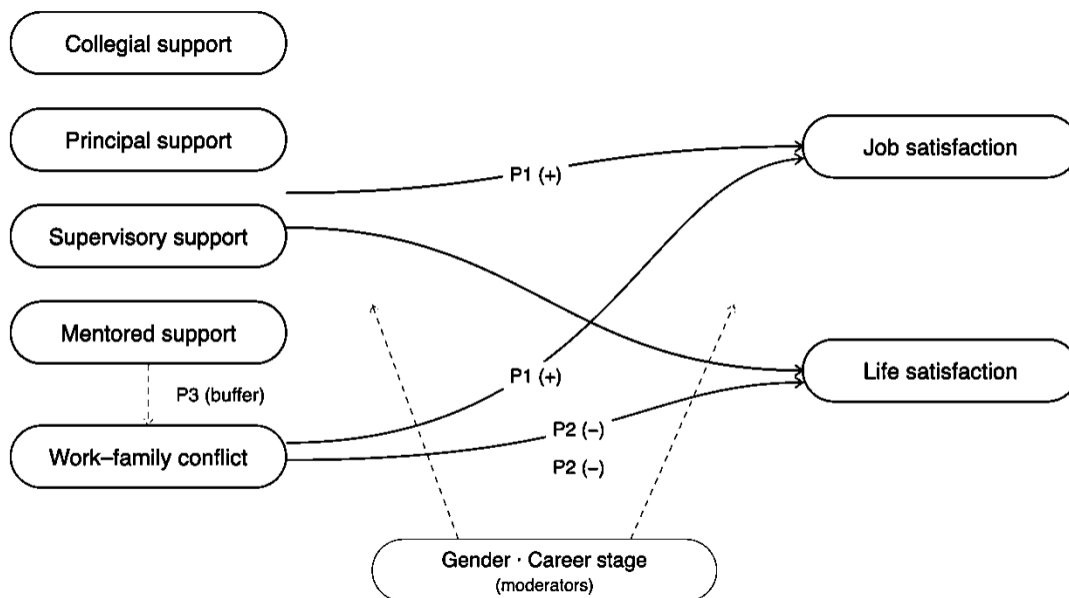 Collegial support
Principal support
Job satisfaction
P1 (+)
Supervisory support
Mentored support
Life satisfaction
P1 (+)
P3 (buffer)
P2 (–)
Work–family conflict
P2 (–)
Gender · Career stage
(moderators)